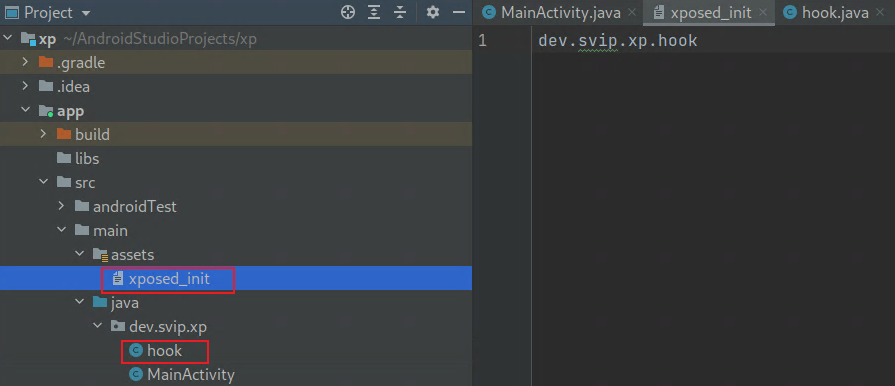 Project
xp ~/AndroidStudioProjects/xp
.gradle
.idea
app
build
libs
src
androidTest
main
assets
xposed_init
java
dev.svip.xp
hook
MainActivity
MainActivity.java xposed_init hook.java
1 dev.svip.xp.hook